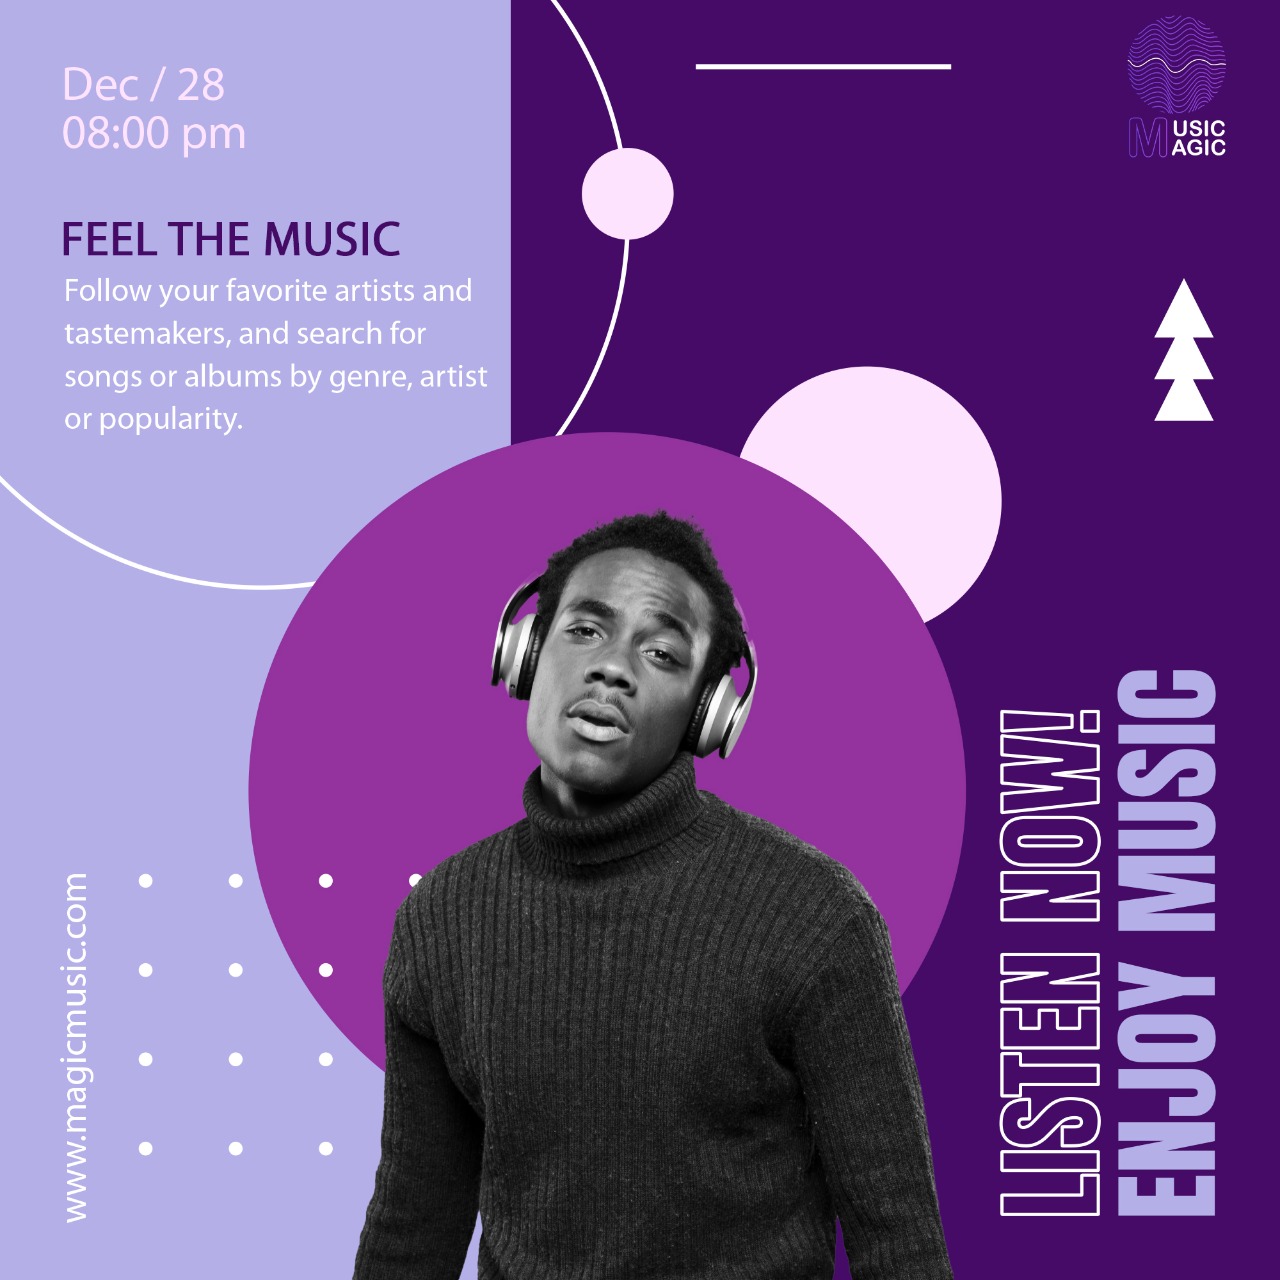 Dec / 28
08:00 pm
FEEL THE MUSIC
Follow your favorite artists and
tastemakers, and search for
songs or albums by genre, artist
or popularity.
MUSIC
MAGIC
www.magicmusic.com
LISTEN NOW!
ENJOY MUSIC